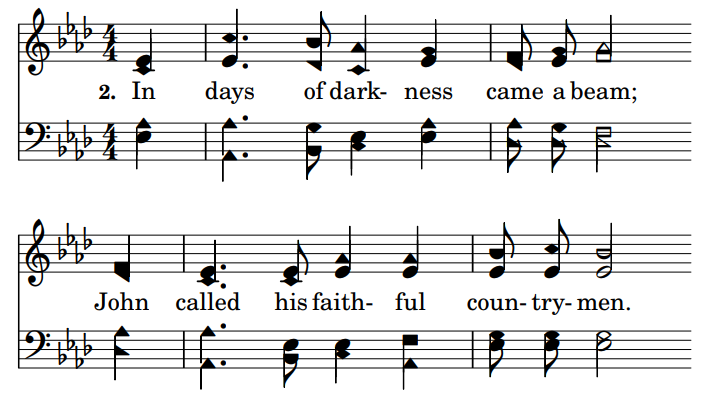 2. In days of dark- ness came a beam;
John called his faith- ful coun- try- men.